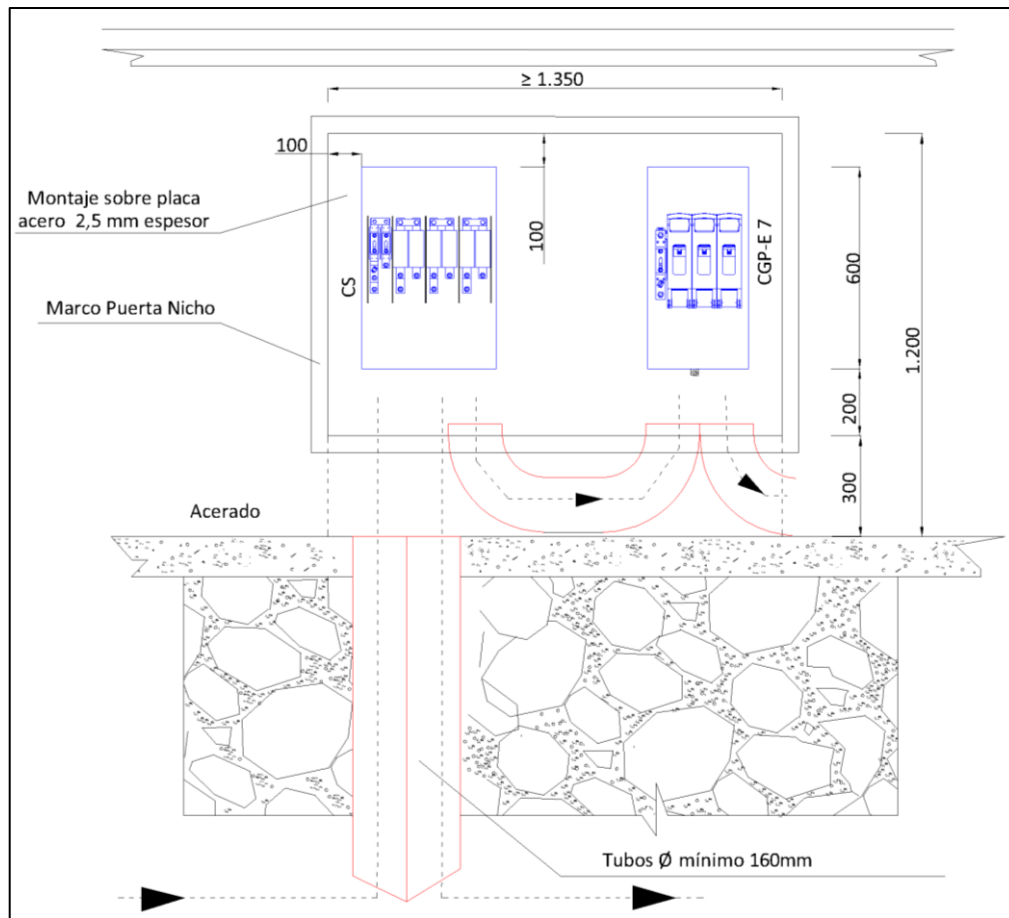 ≥ 1.350
100
Montaje sobre placa
acero 2,5 mm espesor
100
CS
CGP-E 7
600
1.200
Marco Puerta Nicho
200
300
Acerado
Tubos Ø mínimo 160mm